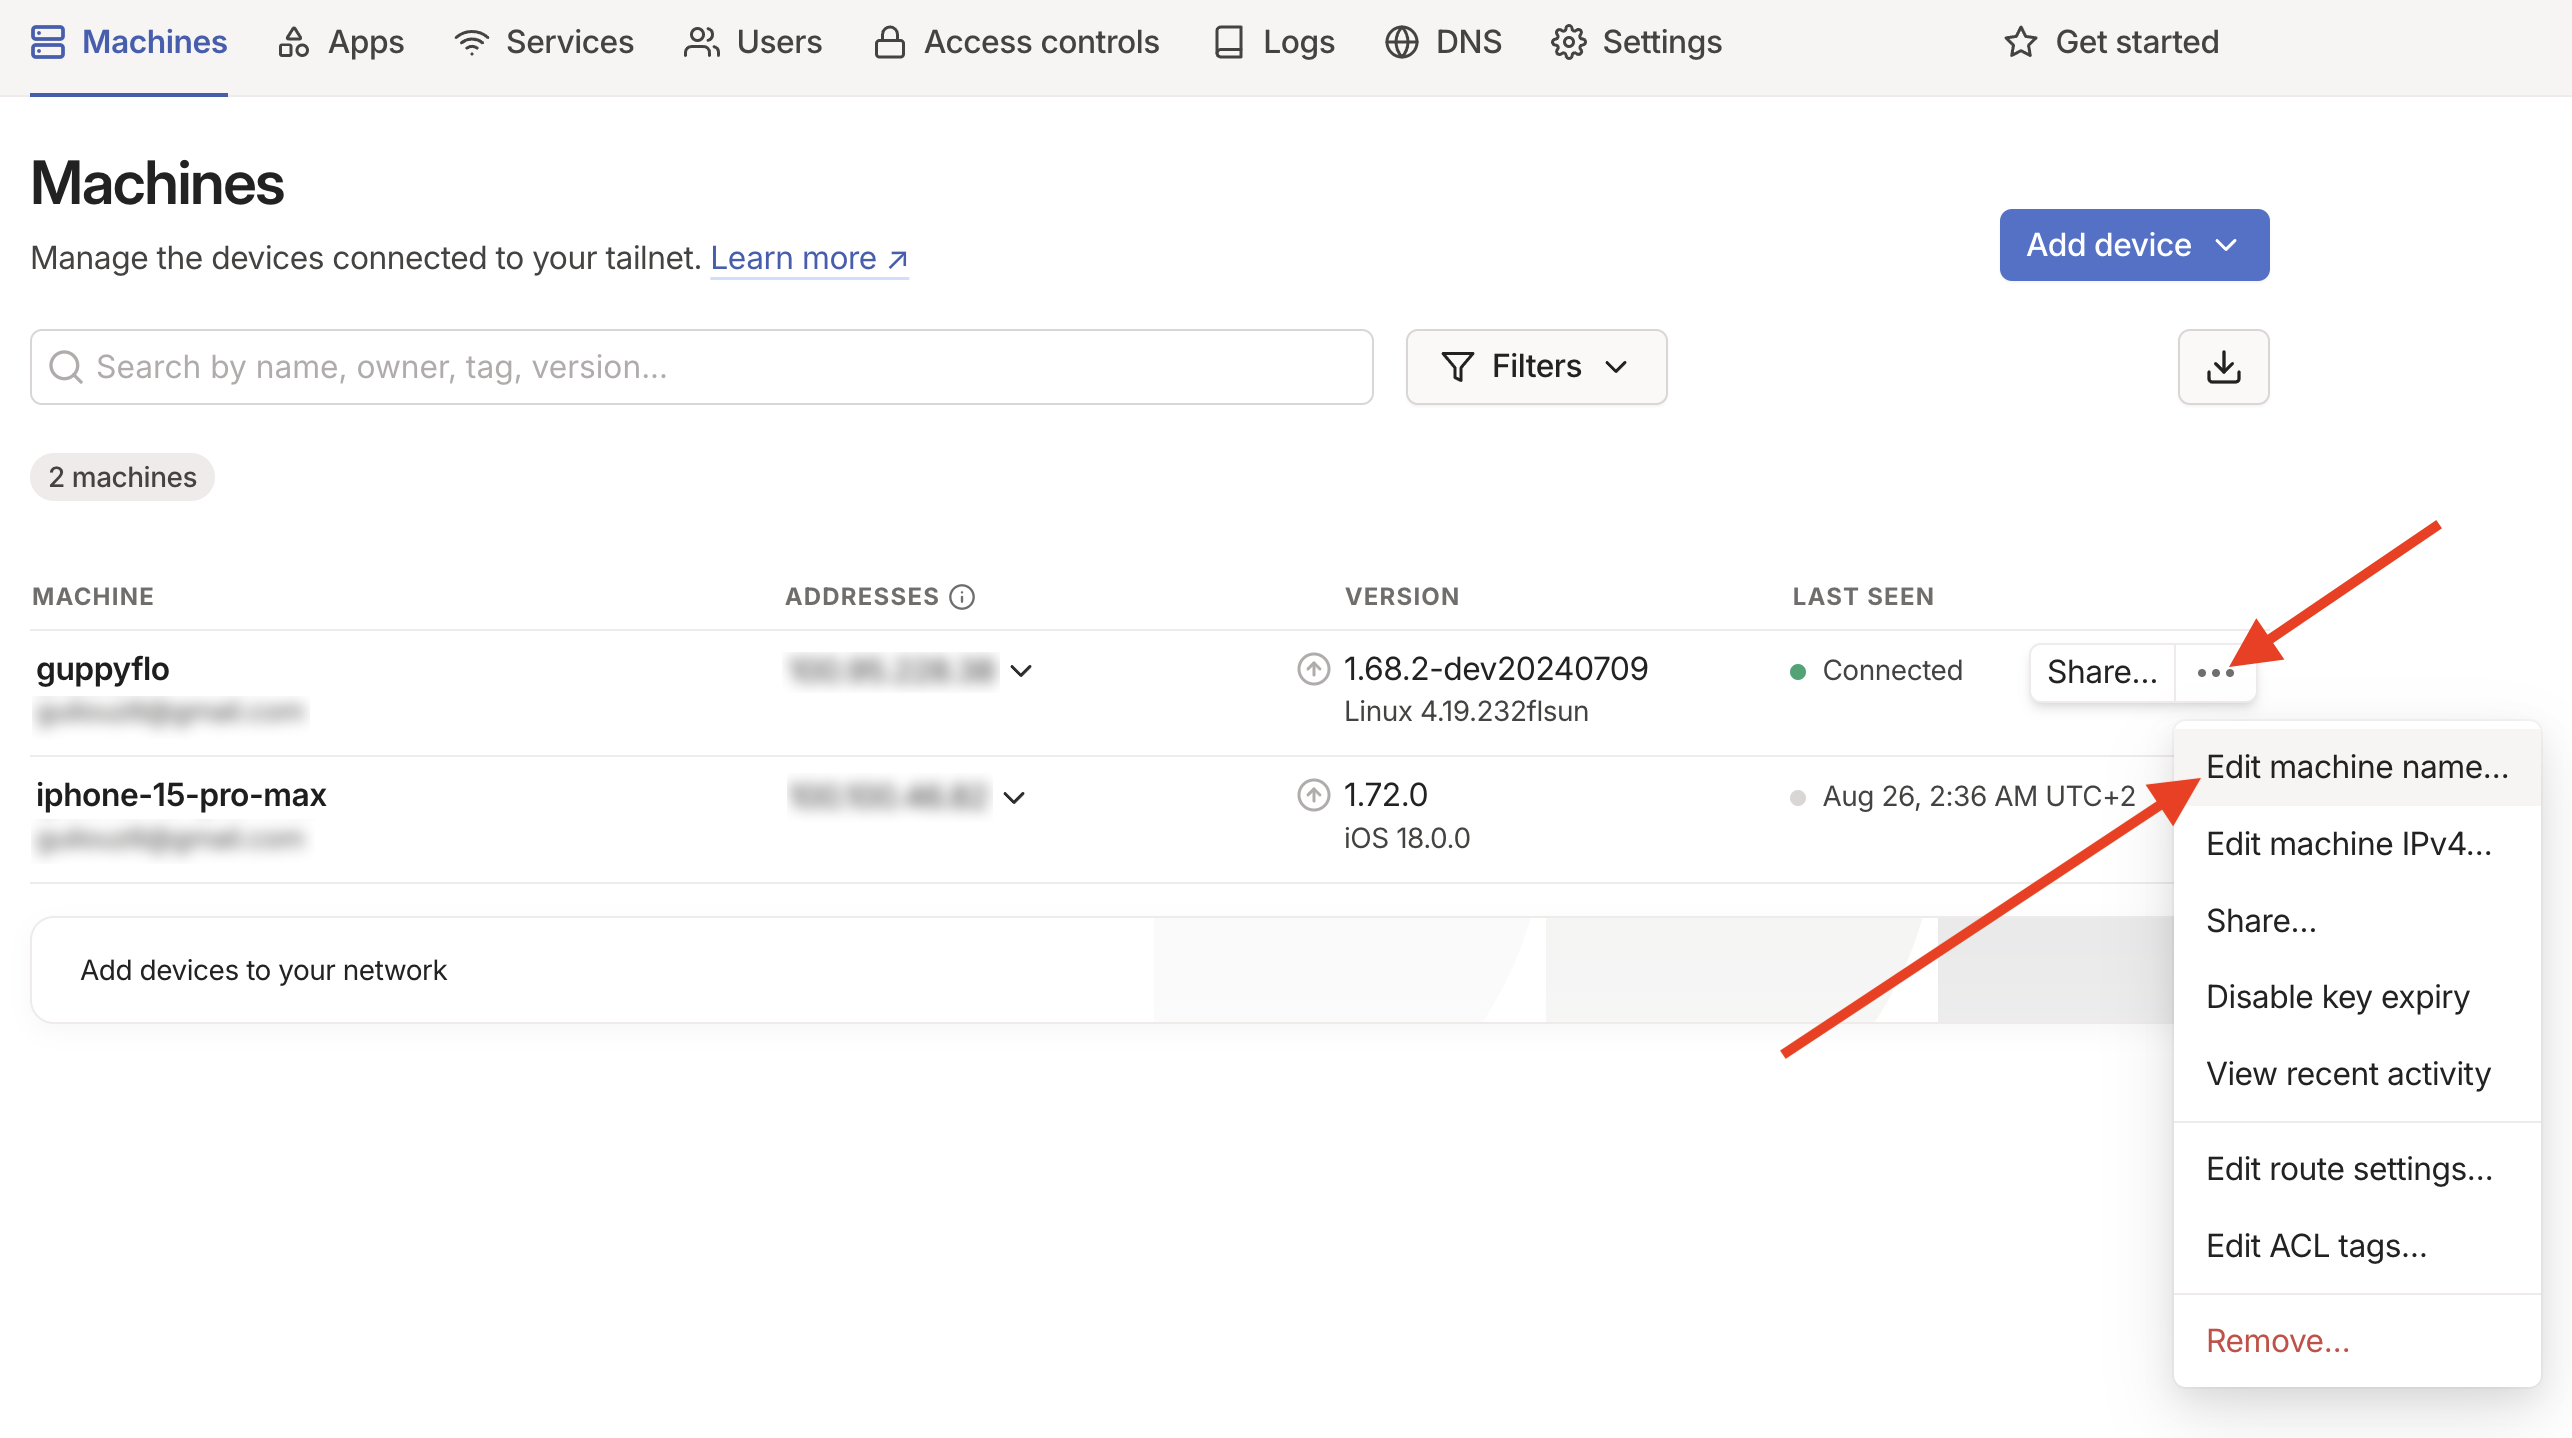 Machines Apps Services Users Access controls Logs DNS Settings Get started
Machines
Manage the devices connected to your tailnet. Learn more ↗
Add device
Search by name, owner, tag, version...
Filters
2 machines
MACHINE ADDRESSES VERSION LAST SEEN
guppyflo 1.68.2-dev20240709 Connected Share... •••
Linux 4.19.232flsun
iphone-15-pro-max 1.72.0 Aug 26, 2:36 AM UTC+2
iOS 18.0.0
Add devices to your network
Edit machine name...
Edit machine IPv4...
Share...
Disable key expiry
View recent activity
Edit route settings...
Edit ACL tags...
Remove...